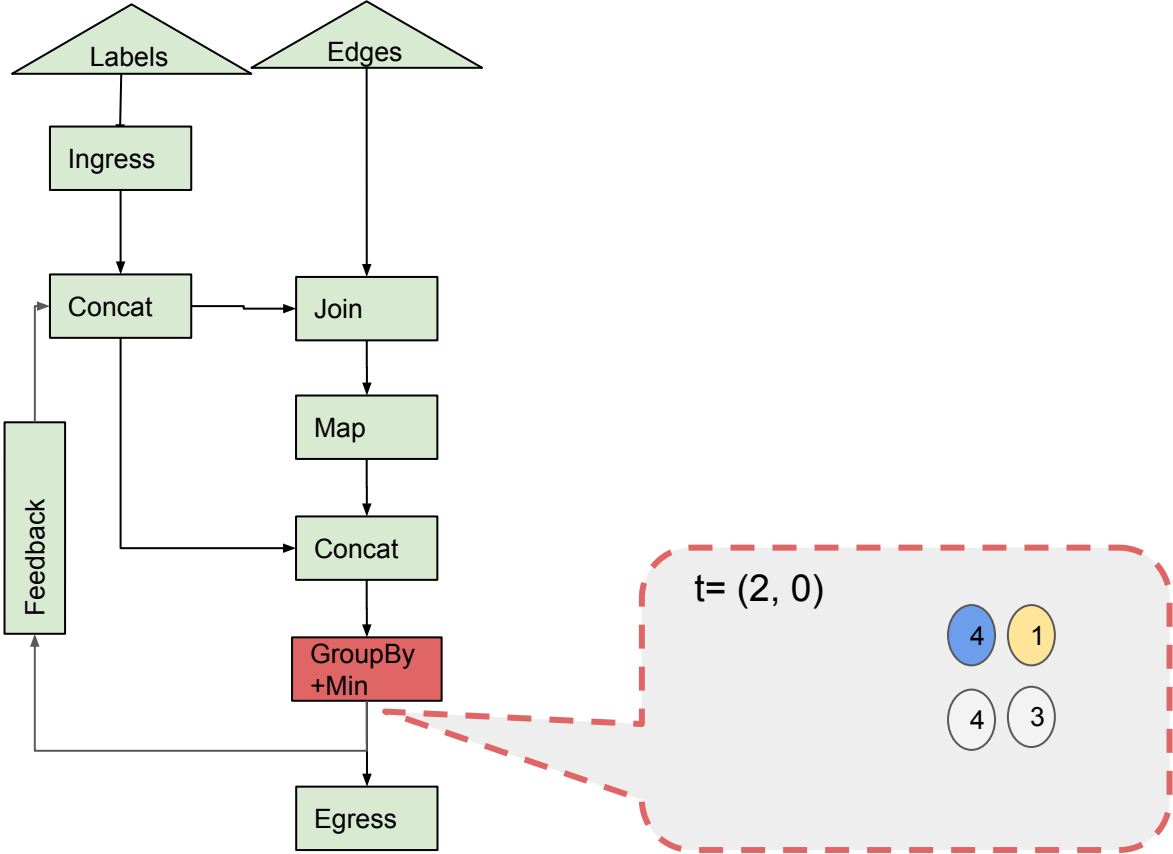 Labels
Edges
Ingress
Concat
Join
Map
Feedback
Concat
t= (2, 0)
4 1
GroupBy
+Min
4 3
Egress